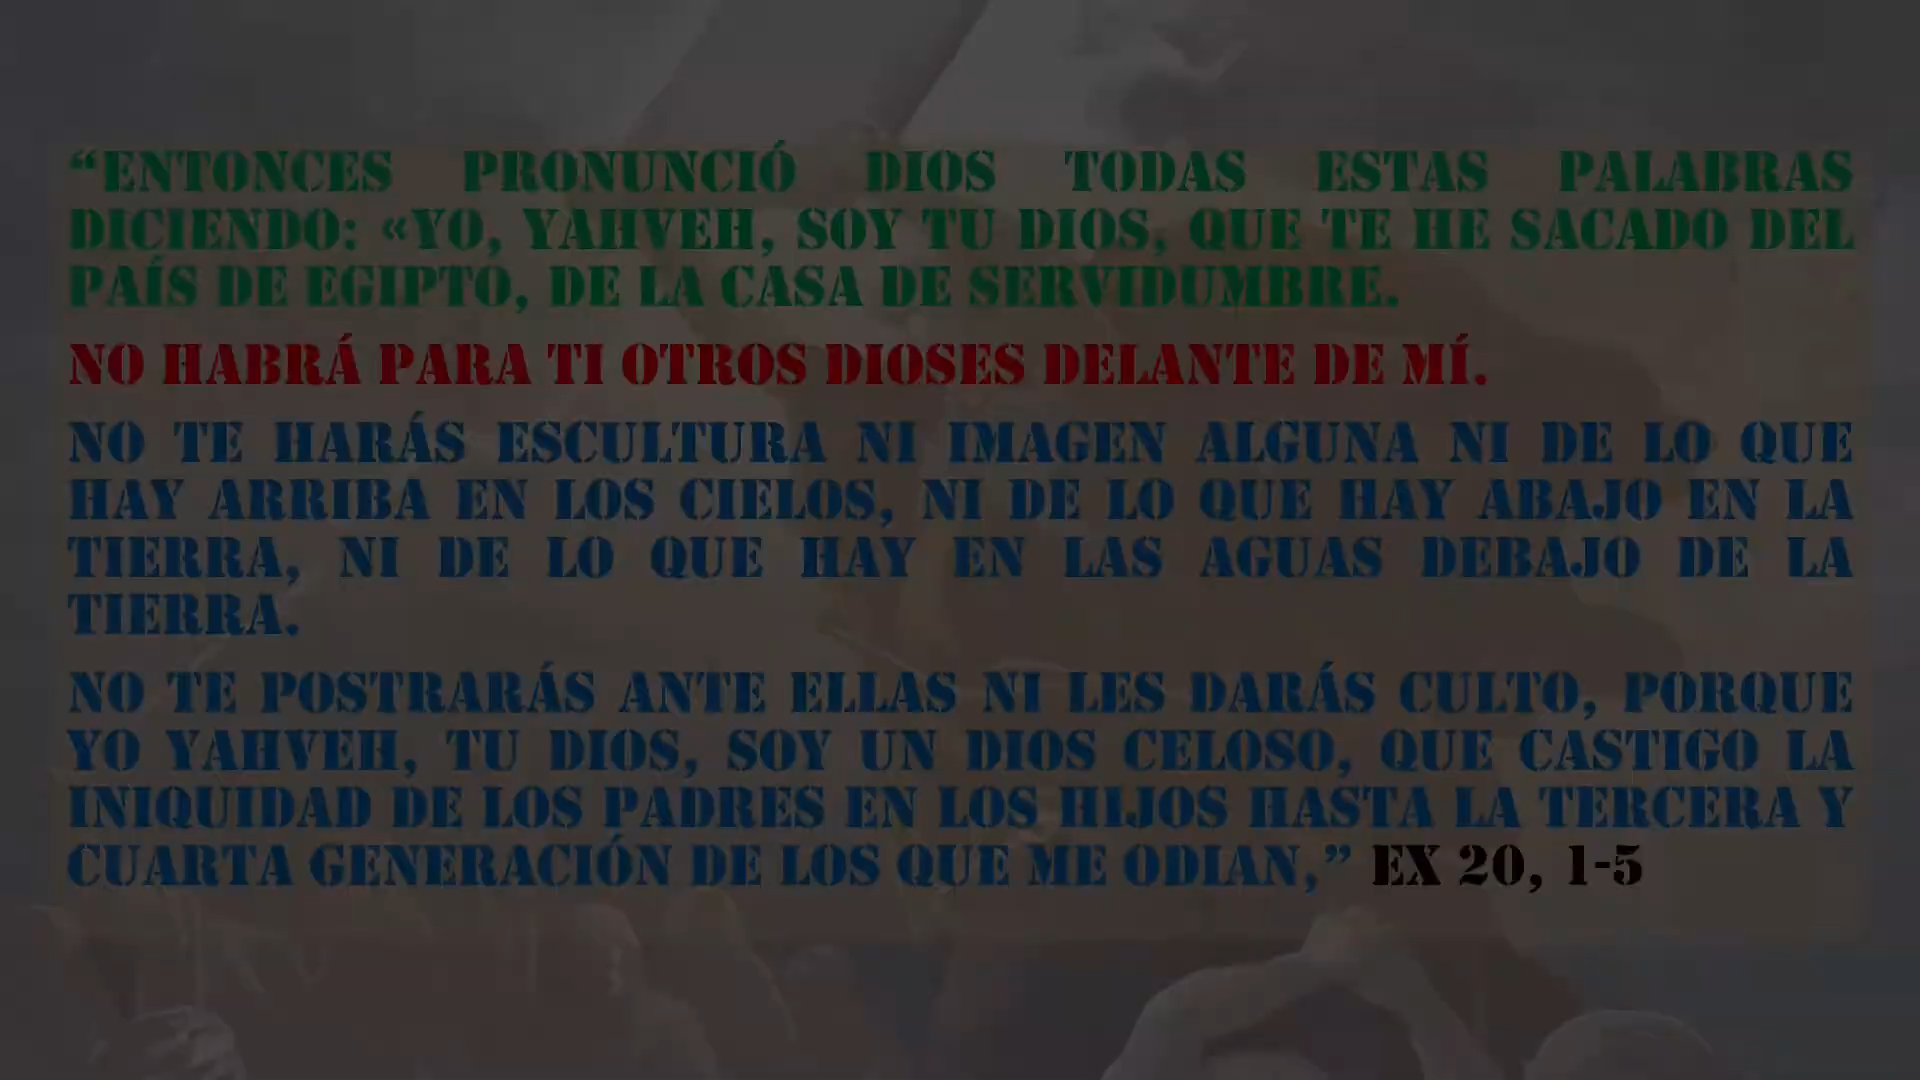 “ENTONCES PRONUNCIÓ DIOS TODAS ESTAS PALABRAS
DICIENDO: «YO, YAHVEH, SOY TU DIOS, QUE TE HE SACADO DEL
PAÍS DE EGIPTO, DE LA CASA DE SERVIDUMBRE.
NO HABRÁ PARA TI OTROS DIOSES DELANTE DE MÍ.
NO TE HARÁS ESCULTURA NI IMAGEN ALGUNA NI DE LO QUE
HAY ARRIBA EN LOS CIELOS, NI DE LO QUE HAY ABAJO EN LA
TIERRA, NI DE LO QUE HAY EN LAS AGUAS DEBAJO DE LA
TIERRA.
NO TE POSTRARÁS ANTE ELLAS NI LES DARÁS CULTO, PORQUE
YO YAHVEH, TU DIOS, SOY UN DIOS CELOSO, QUE CASTIGO LA
INIQUIDAD DE LOS PADRES EN LOS HIJOS HASTA LA TERCERA Y
CUARTA GENERACIÓN DE LOS QUE ME ODIAN,” EX 20, 1-5